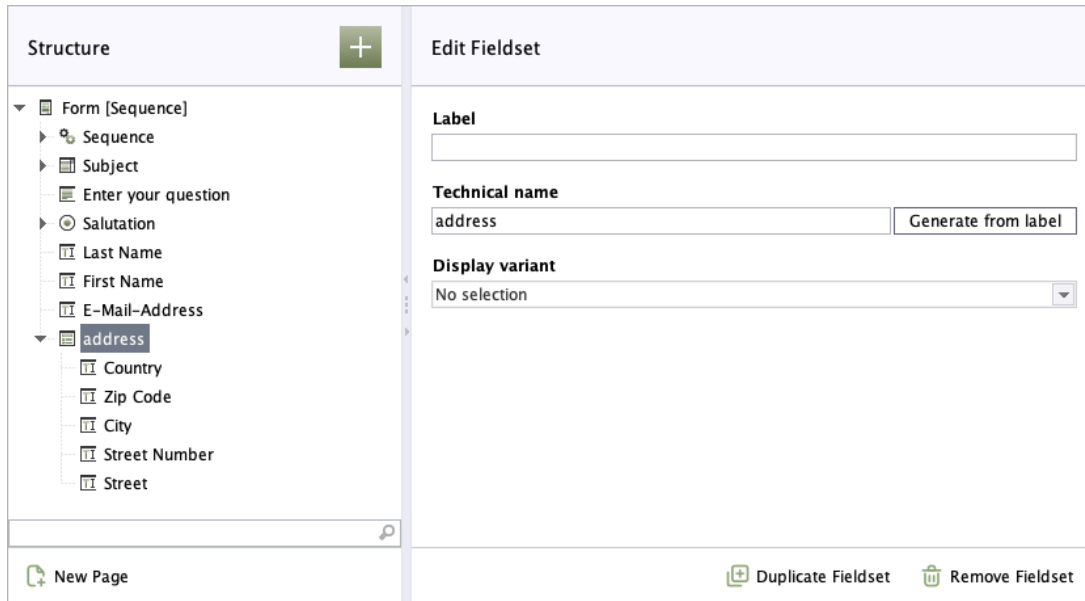 Structure
Form [Sequence]
Sequence
Subject
Enter your question
Salutation
Last Name
First Name
E-Mail-Address
address
Country
Zip Code
City
Street Number
Street
New Page
Edit Fieldset
Label
Technical name
address Generate from label
Display variant
No selection
Duplicate Fieldset Remove Fieldset